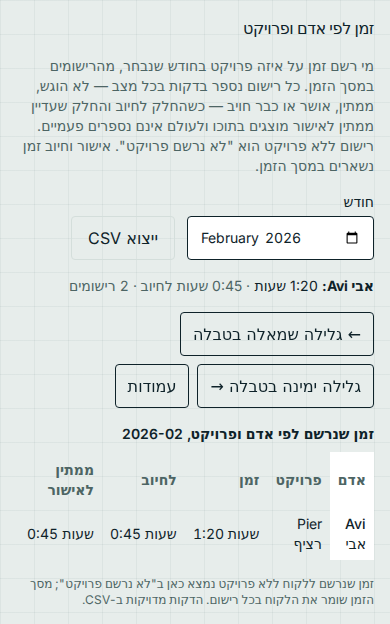 זמן לפי אדם ופרויקט
מי רשם זמן על איזה פרויקט בחודש שנבחר, מהרישומים
במסך הזמן. כל רישום נספר בדקות בכל מצב — לא הוגש,
ממתין, אושר או כבר חויב — כשהחלק לחיוב והחלק שעדיין
ממתין לאישור מוצגים בתוכו ולעולם אינם נספרים פעמיים.
רישום ללא פרויקט הוא "לא נרשם פרויקט". אישור וחיוב זמן
נשארים במסך הזמן.
חודש
February 2026
ייצוא CSV
אבי Avi: 1:20 שעות · 0:45 שעות לחיוב · 2 רישומים
← גלילה שמאלה בטבלה
גלילה ימינה בטבלה →
עמודות
זמן שנרשם לפי אדם ופרויקט, 2026-02
אדם פרויקט זמן לחיוב ממתין
לאישור
Avi Pier שעות 1:20 שעות 0:45 שעות 0:45
אבי רציף
זמן שנרשם ללקוח ללא פרויקט נמצא כאן ב"לא נרשם פרויקט"; מסך
הזמן שומר את הלקוח בכל רישום. הדקות מדויקות ב-CSV.